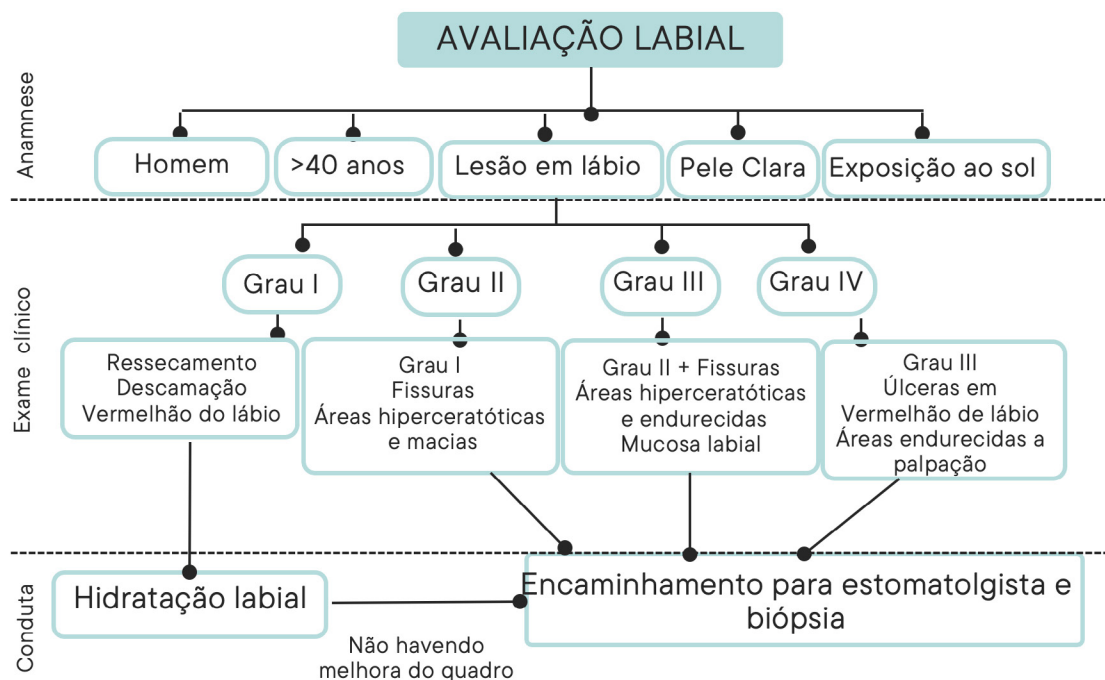 AVALIAÇÃO LABIAL
Anamnese
Homem
>40 anos
Lesão em lábio
Pele Clara
Exposição ao sol
Exame clínico
Grau I
Grau II
Grau III
Grau IV
Ressecamento
Descamação
Vermelhão do lábio
Grau I
Fissuras
Áreas hiperceratóticas
e macias
Grau II + Fissuras
Áreas hiperceratóticas
e endurecidas
Mucosa labial
Grau III
Úlceras em
Vermelhão de lábio
Áreas endurecidas a
palpação
Conduta
Hidratação labial
Não havendo
melhora do quadro
Encaminhamento para estomatolgista e
biópsia